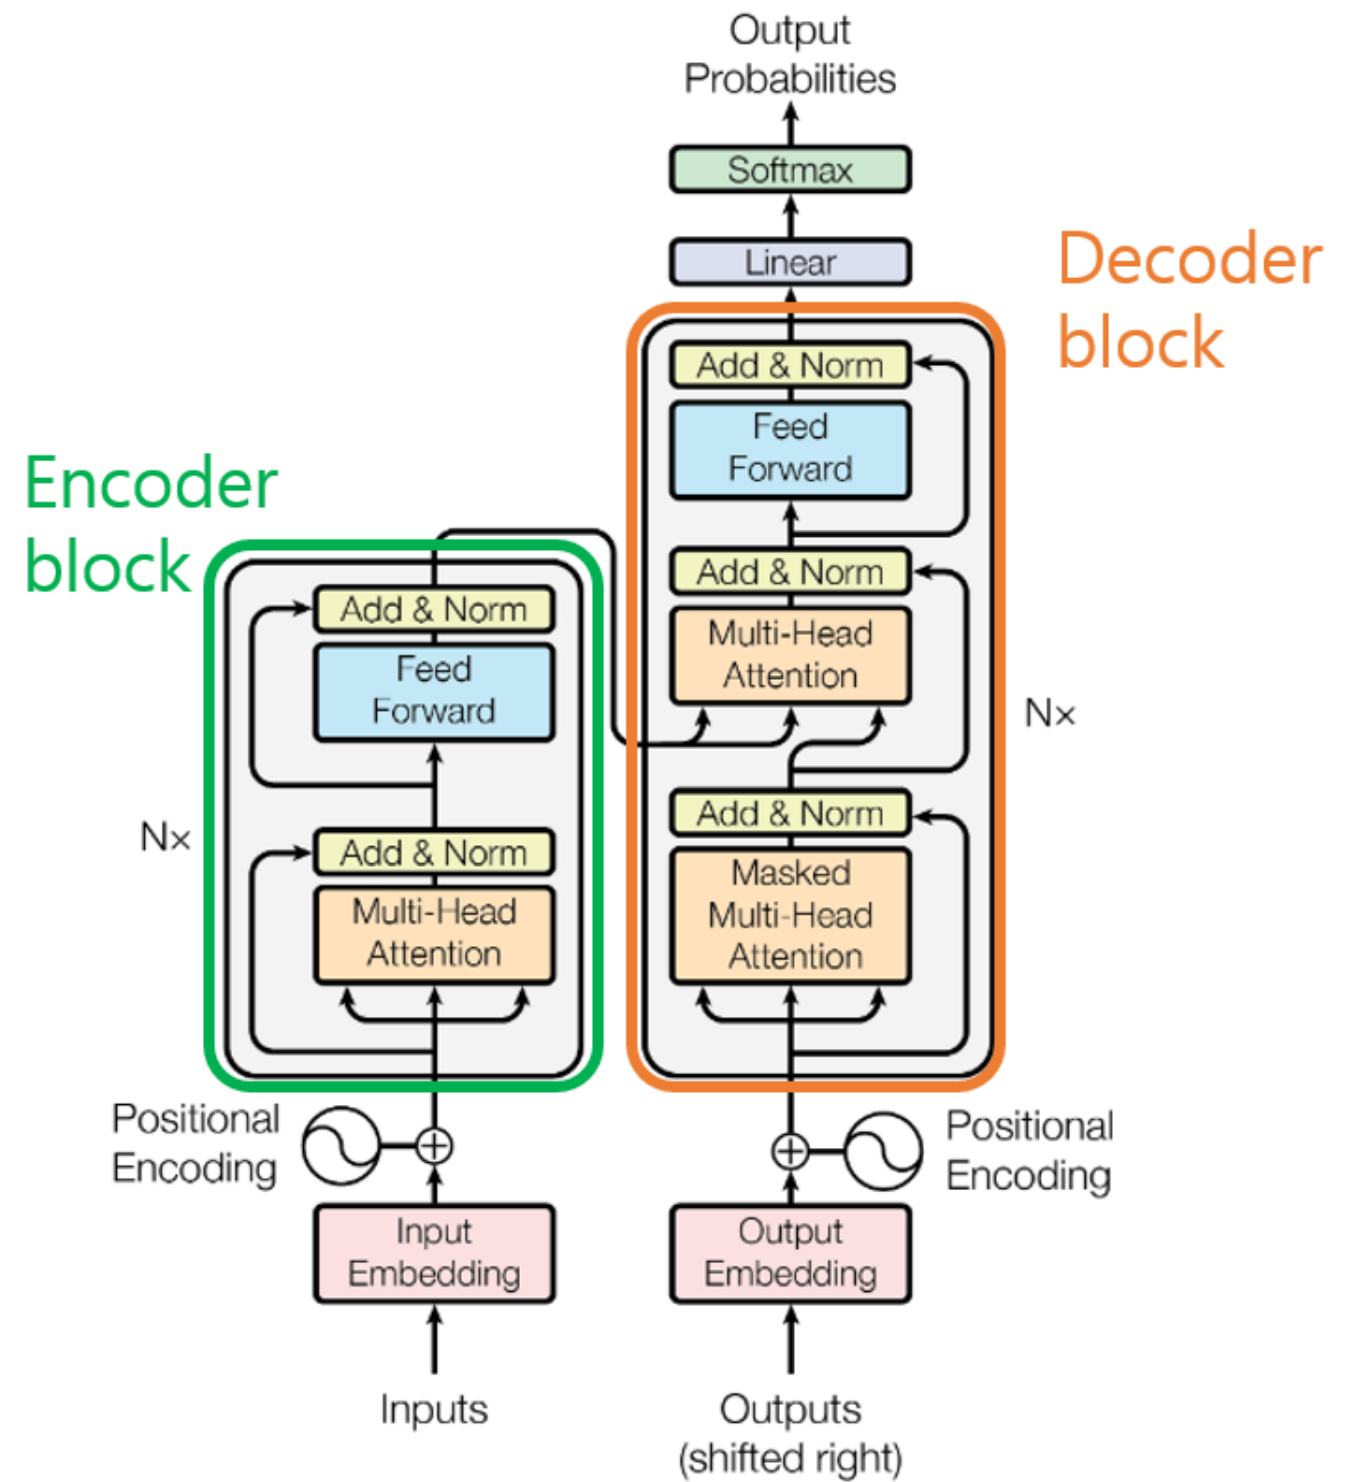 Output
Probabilities
Softmax
Linear
Decoder
block
Add & Norm
Feed
Forward
Add & Norm
Multi-Head
Attention
N×
Add & Norm
Masked
Multi-Head
Attention
Encoder
block
Add & Norm
Feed
Forward
N×
Add & Norm
Multi-Head
Attention
Positional
Encoding
Positional
Encoding
Input
Embedding
Output
Embedding
Inputs
Outputs
(shifted right)